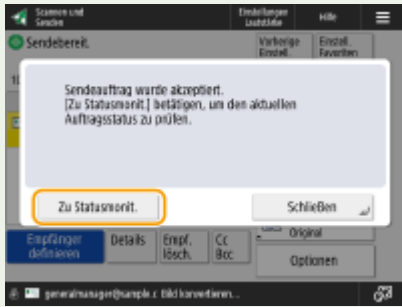 Scannen und
Senden
Einstellungen
Lautstärke
Hilfe
Sendebereit.
Vorherige
Einstell.
Einstell.
Favoriten
Sendeauftrag wurde akzeptiert.
[Zu Statusmonit.] betätigen, um den aktuellen
Auftragsstatus zu prüfen.
Zu Statusmonit.
Schließen
Original
Empfänger
definieren
Details
Empf.
lösch.
Cc
Bcc
Optionen
generalmanager@sample.c Bild konvertieren...